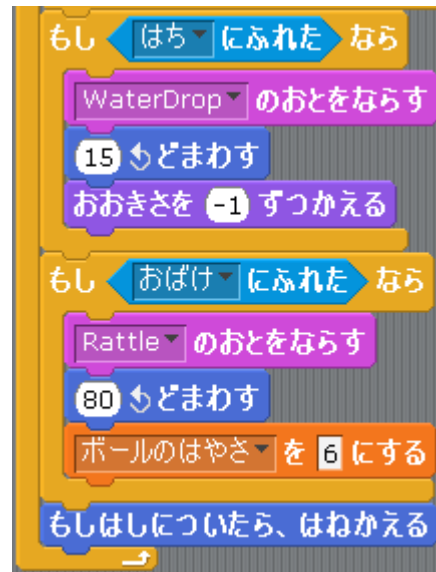 もし はち にふれた なら
WaterDrop のおとをならす
15 どまわす
おおきさを -1 ずつかえる
もし おばけ にふれた なら
Rattle のおとをならす
80 どまわす
ボールのはやさ を 6 にする
もしはしについたら、はねかえる